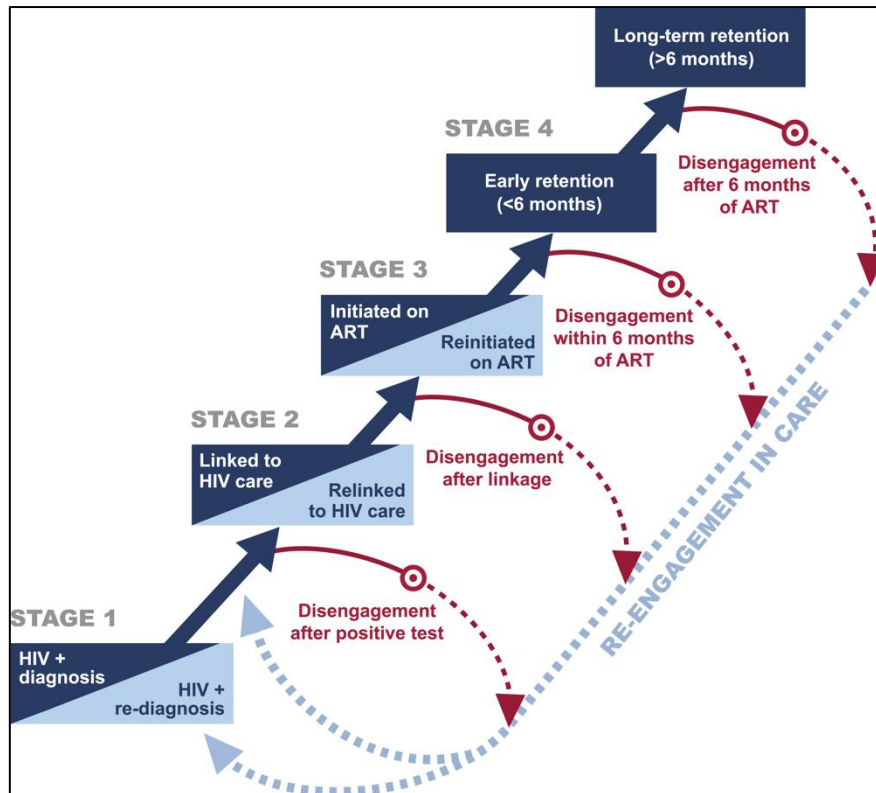 Long-term retention
(>6 months)
STAGE 4
Early retention
(<6 months)
Disengagement
after 6 months
of ART
STAGE 3
Initiated on
ART
Reinitiated
on ART
Disengagement
within 6 months
of ART
STAGE 2
Linked to
HIV care
Relinked
to HIV care
Disengagement
after linkage
RE-ENGAGEMENT IN CARE
STAGE 1
HIV +
diagnosis
HIV +
re-diagnosis
Disengagement
after positive test